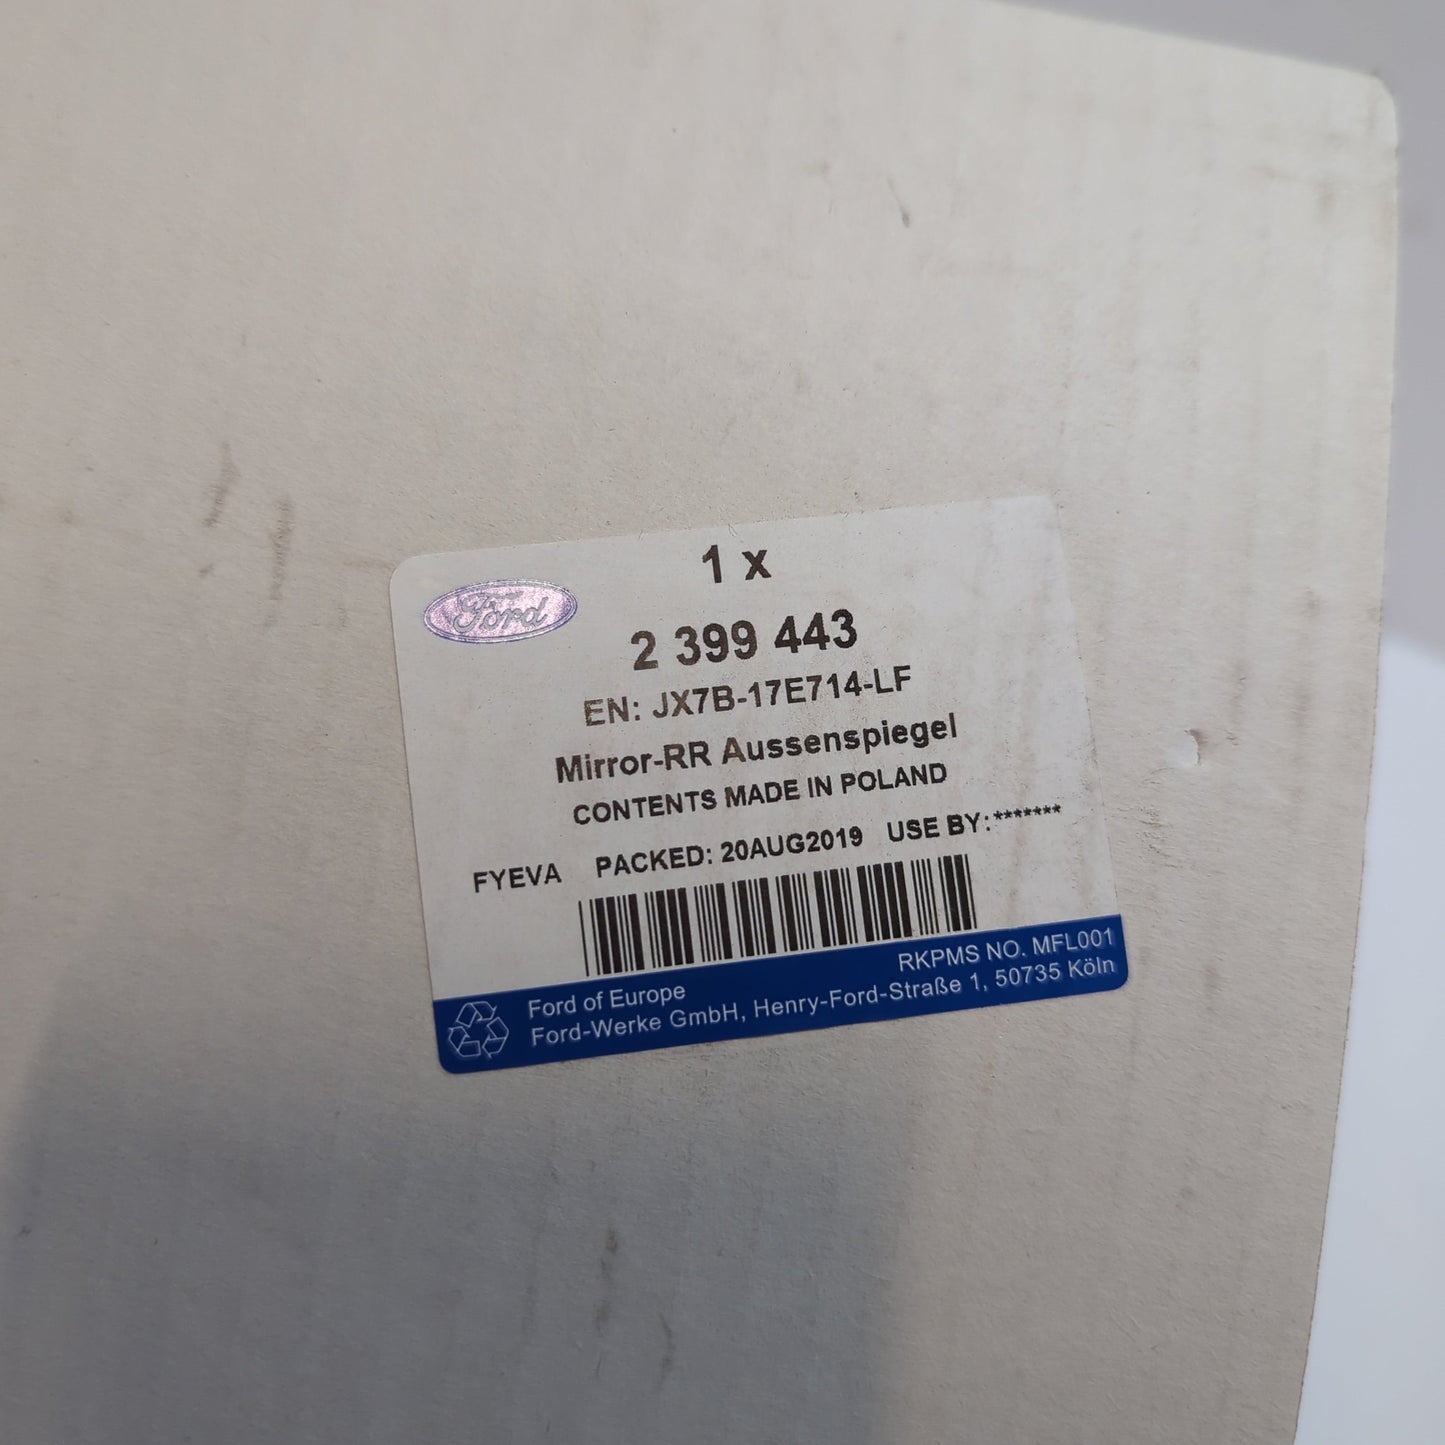 1 x
Ford
2 399 443
EN: JX7B-17E714-LF
Mirror-RR Aussenspiegel
CONTENTS MADE IN POLAND
FYEVA PACKED: 20AUG2019 USE BY:*******
RKPMS NO. MFL001
Ford of Europe
Ford-Werke GmbH, Henry-Ford-Straße 1, 50735 Köln